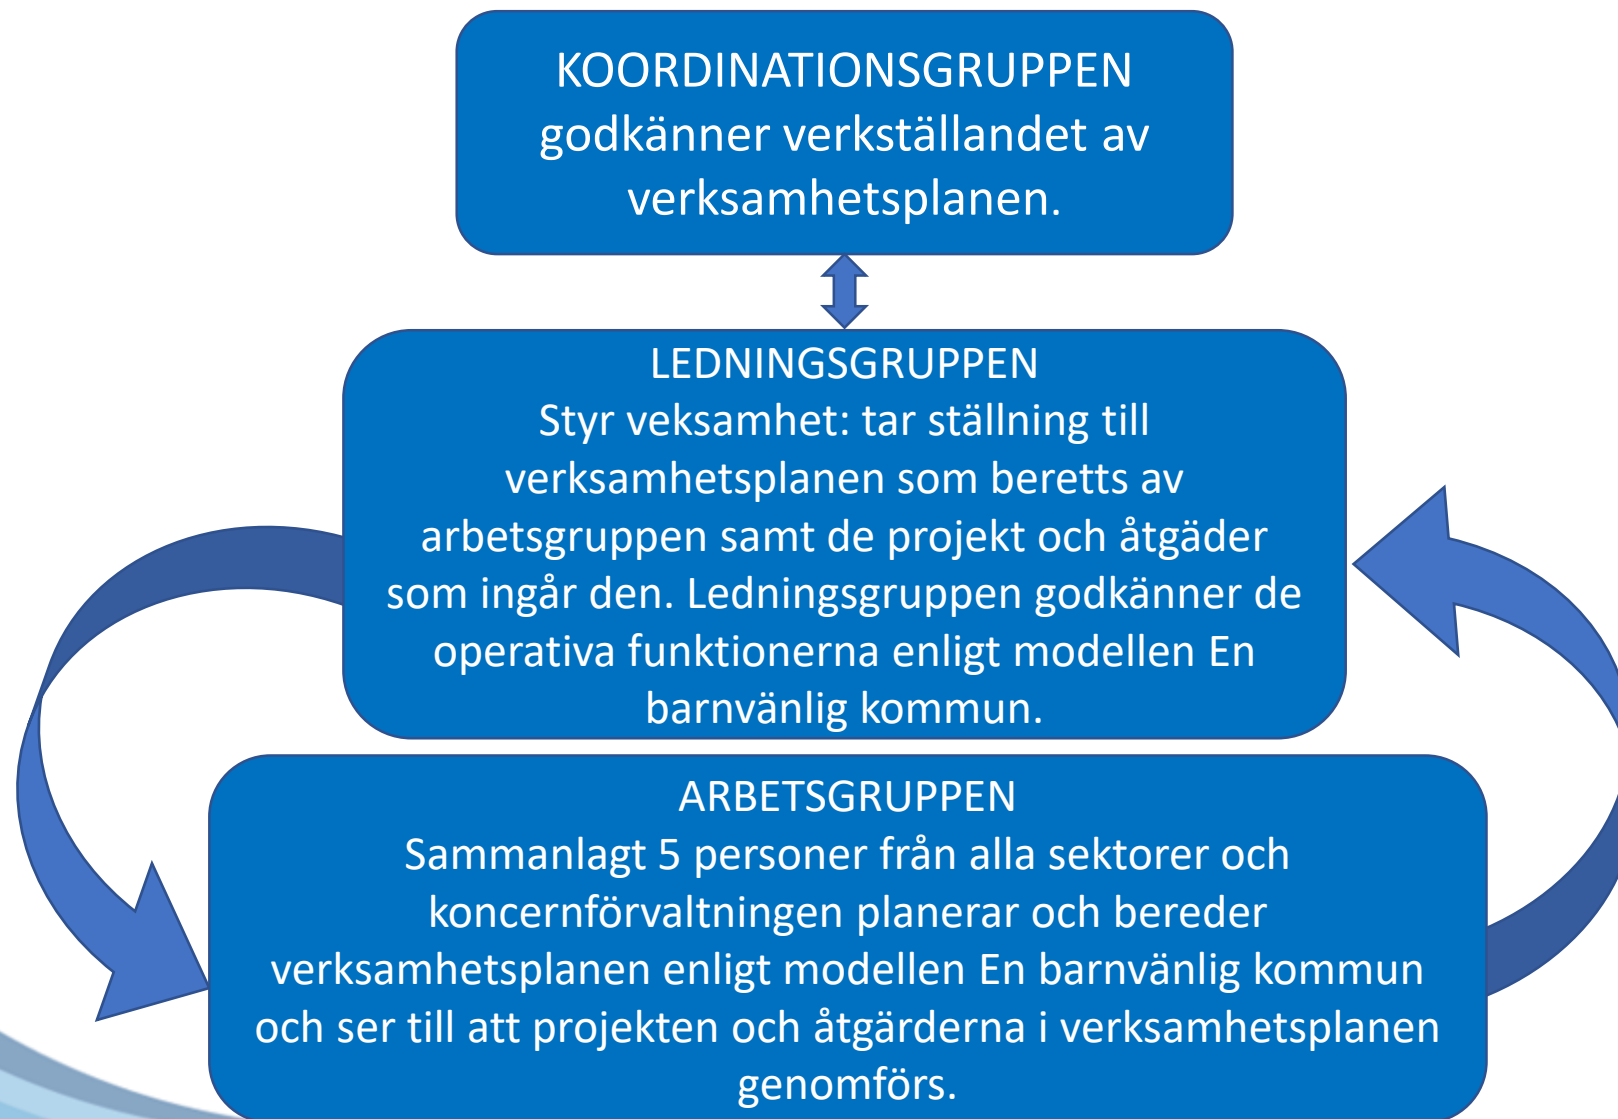 KOORDINATIONSGRUPPEN
godkänner verkställandet av
verksamhetsplanen.
LEDNINGSGRUPPEN
Styr veksamhet: tar ställning till
verksamhetsplanen som beretts av
arbetsgruppen samt de projekt och åtgäder
som ingår den. Ledningsgruppen godkänner de
operativa funktionerna enligt modellen En
barnvänlig kommun.
ARBETSGRUPPEN
Sammanlagt 5 personer från alla sektorer och
koncernförvaltningen planerar och bereder
verksamhetsplanen enligt modellen En barnvänlig kommun
och ser till att projekten och åtgärderna i verksamhetsplanen
genomförs.